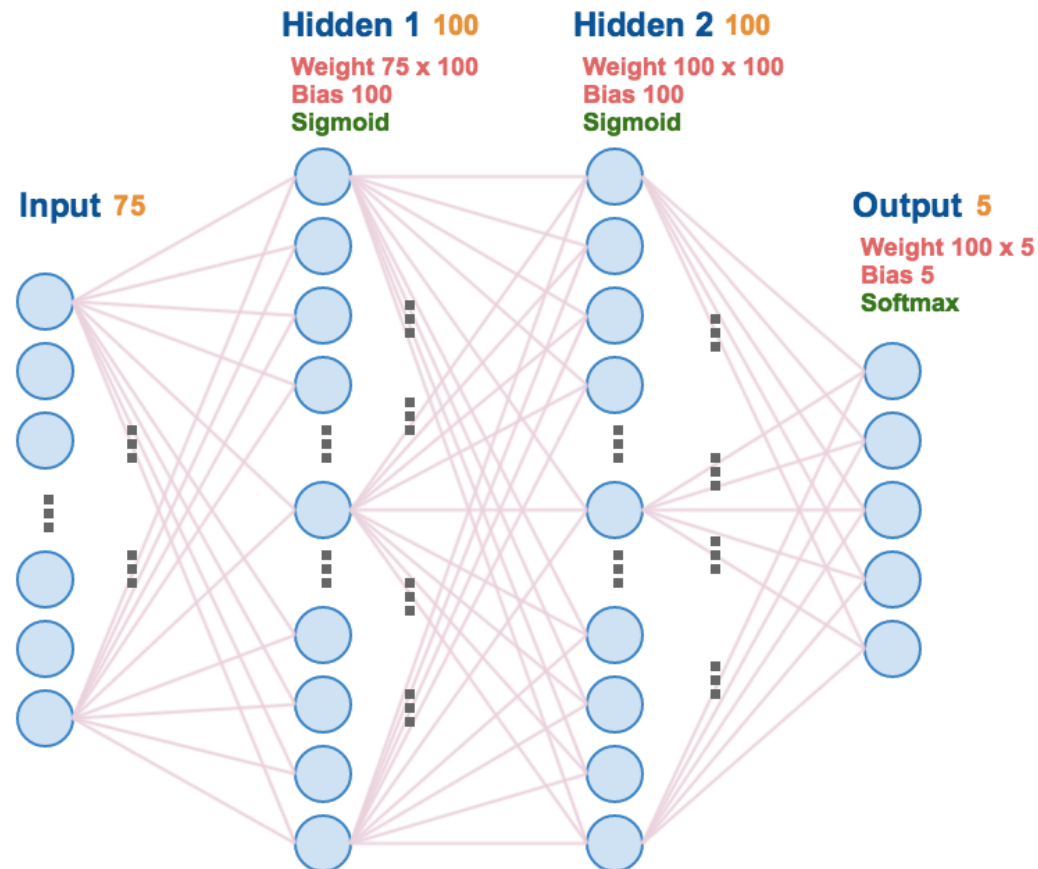 Hidden 1 100
Weight 75 x 100
Bias 100
Sigmoid
Hidden 2 100
Weight 100 x 100
Bias 100
Sigmoid
Input 75
Output 5
Weight 100 x 5
Bias 5
Softmax